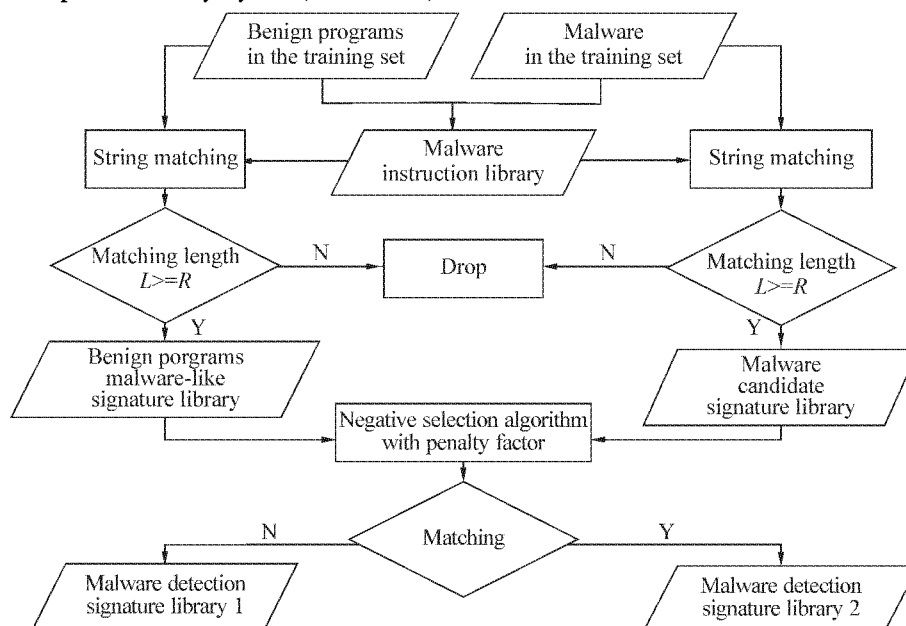 Benign programs
in the training set
Malware
in the training set
String matching
Malware
instruction library
String matching
Matching length
L>=R
N
Drop
N
Matching length
L>=R
Y
Benign porgrams
malware-like
signature library
Y
Malware
candidate
signature library
Negative selection algorithm
with penalty factor
N
Matching
Y
Malware detection
signature library 1
Malware detection
signature library 2